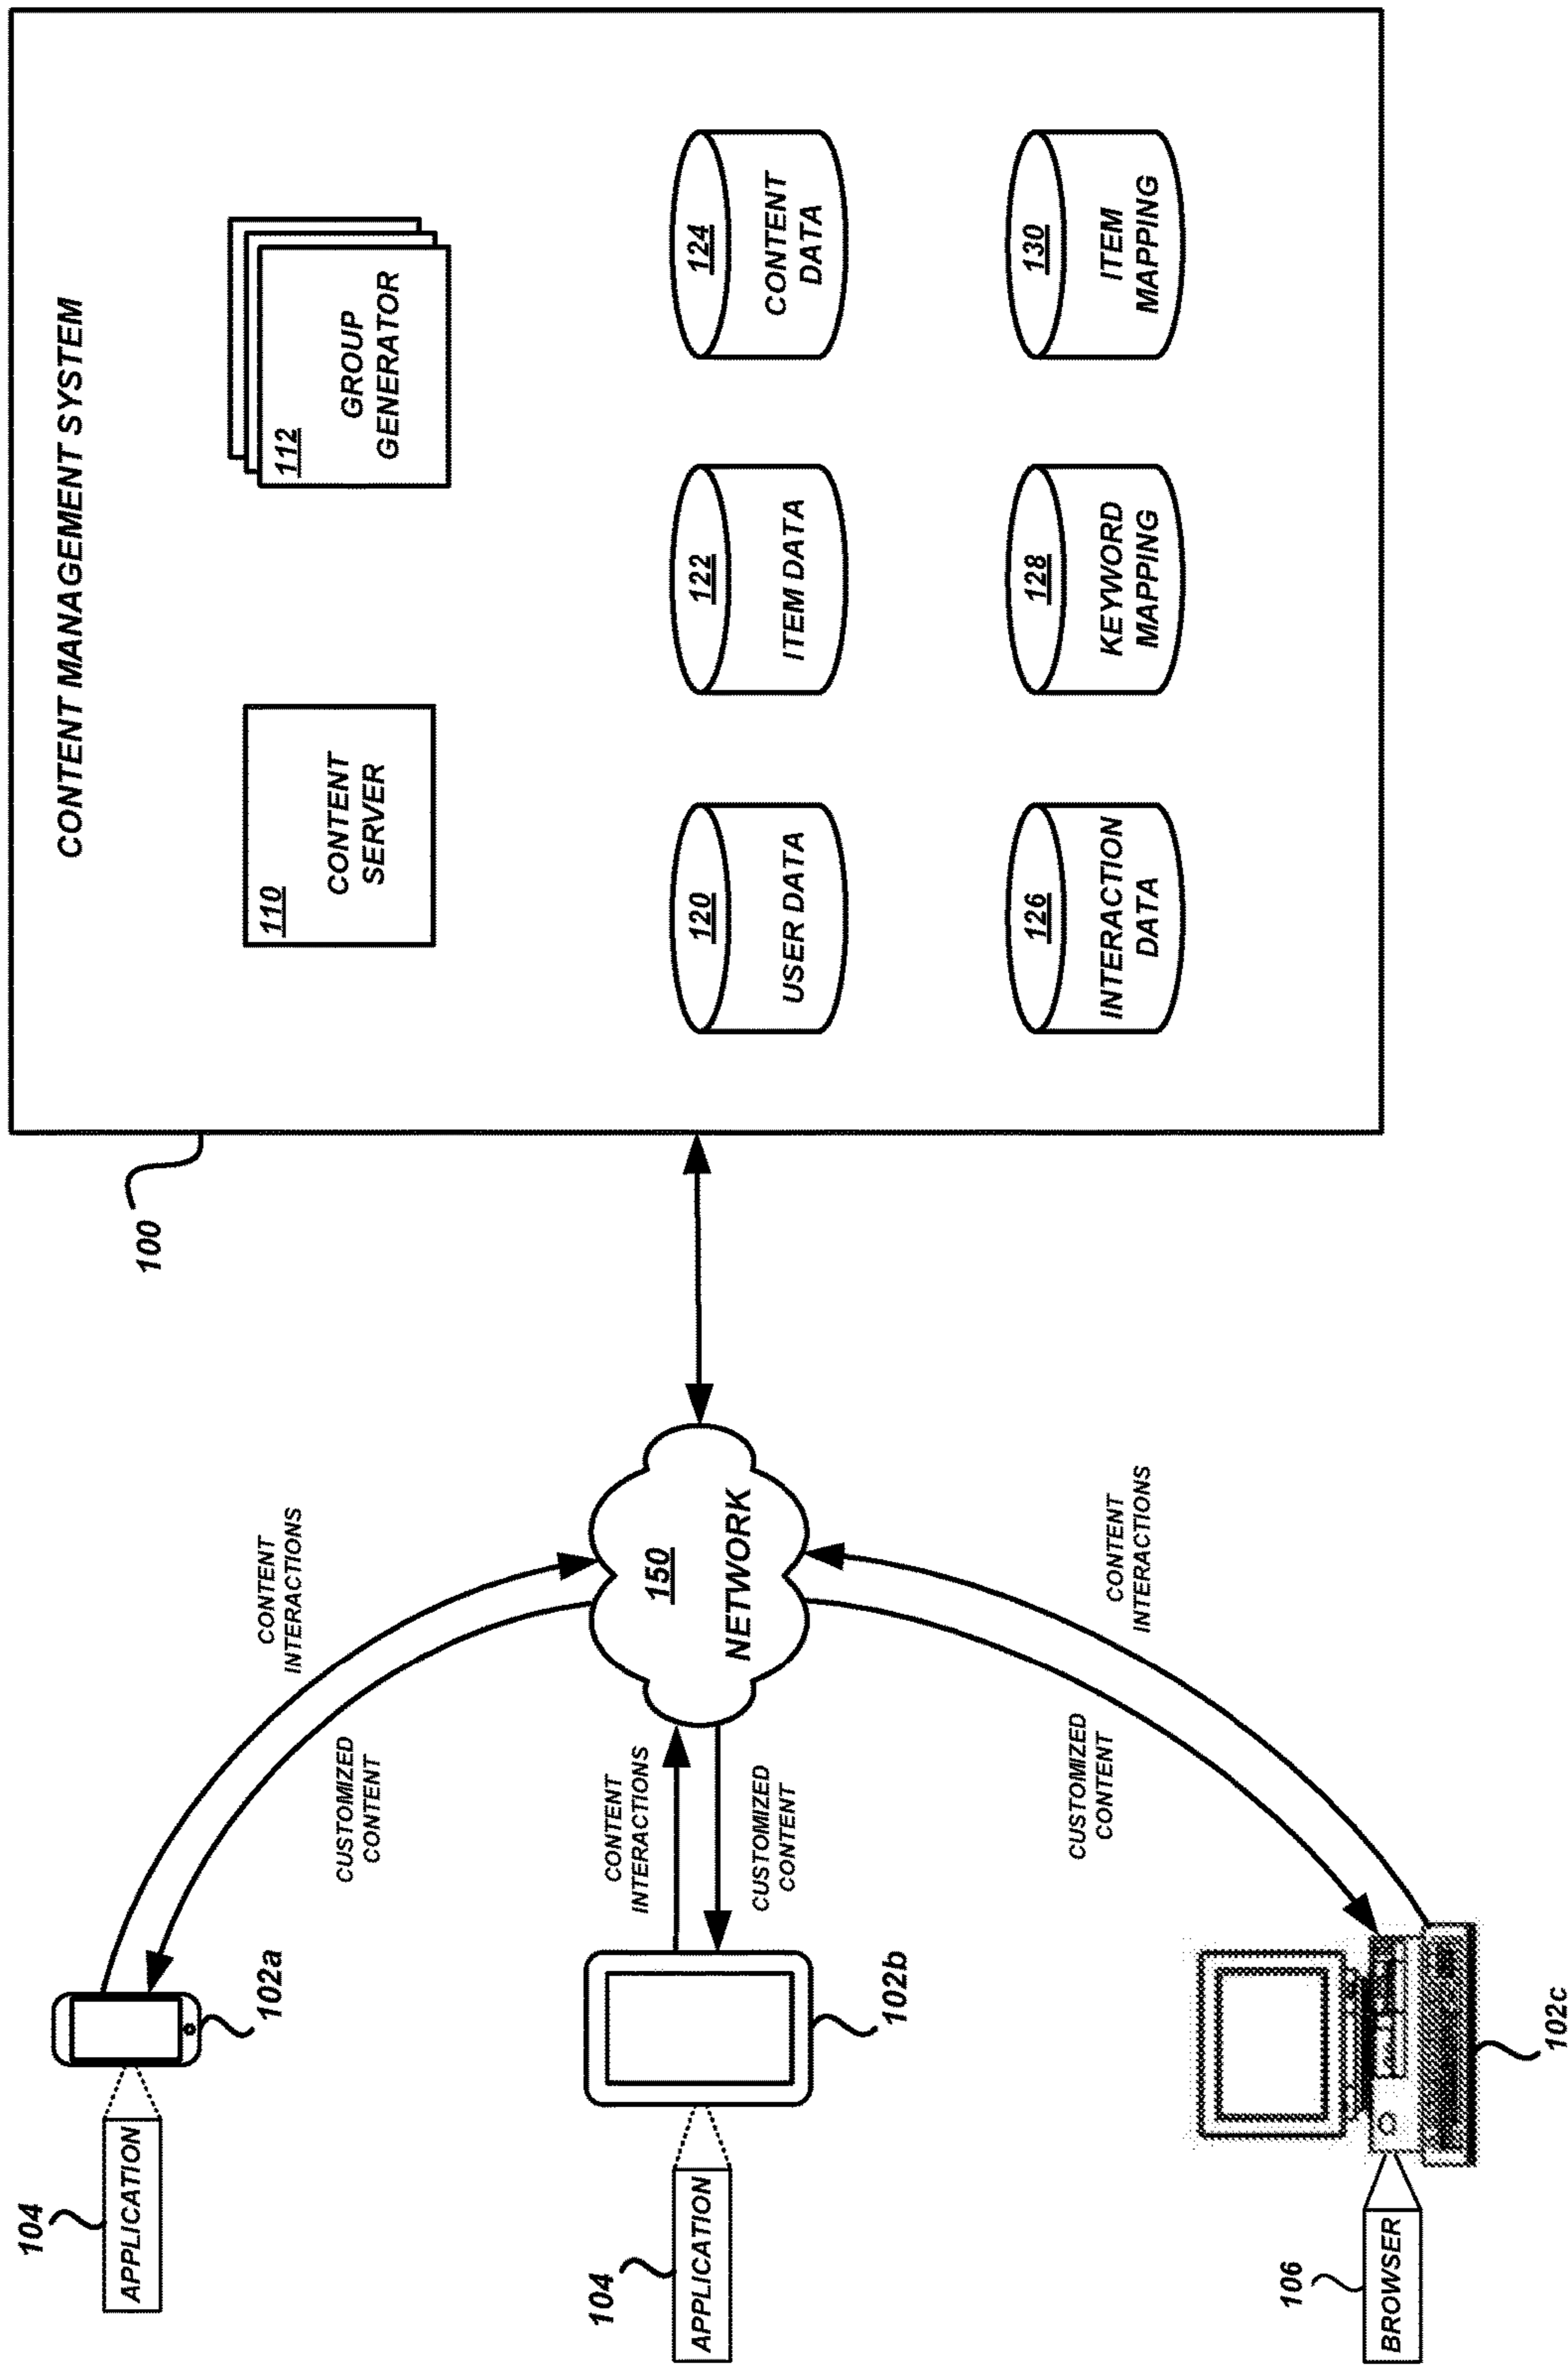 CONTENT MANAGEMENT SYSTEM
100
110
CONTENT
SERVER
112
GROUP
GENERATOR
120
USER DATA
122
ITEM DATA
124
CONTENT
DATA
126
INTERACTION
DATA
128
KEYWORD
MAPPING
130
ITEM
MAPPING
150
NETWORK
CONTENT
INTERACTIONS
CUSTOMIZED
CONTENT
102a
104
APPLICATION
CONTENT
INTERACTIONS
CUSTOMIZED
CONTENT
102b
104
APPLICATION
CONTENT
INTERACTIONS
CUSTOMIZED
CONTENT
102c
106
BROWSER